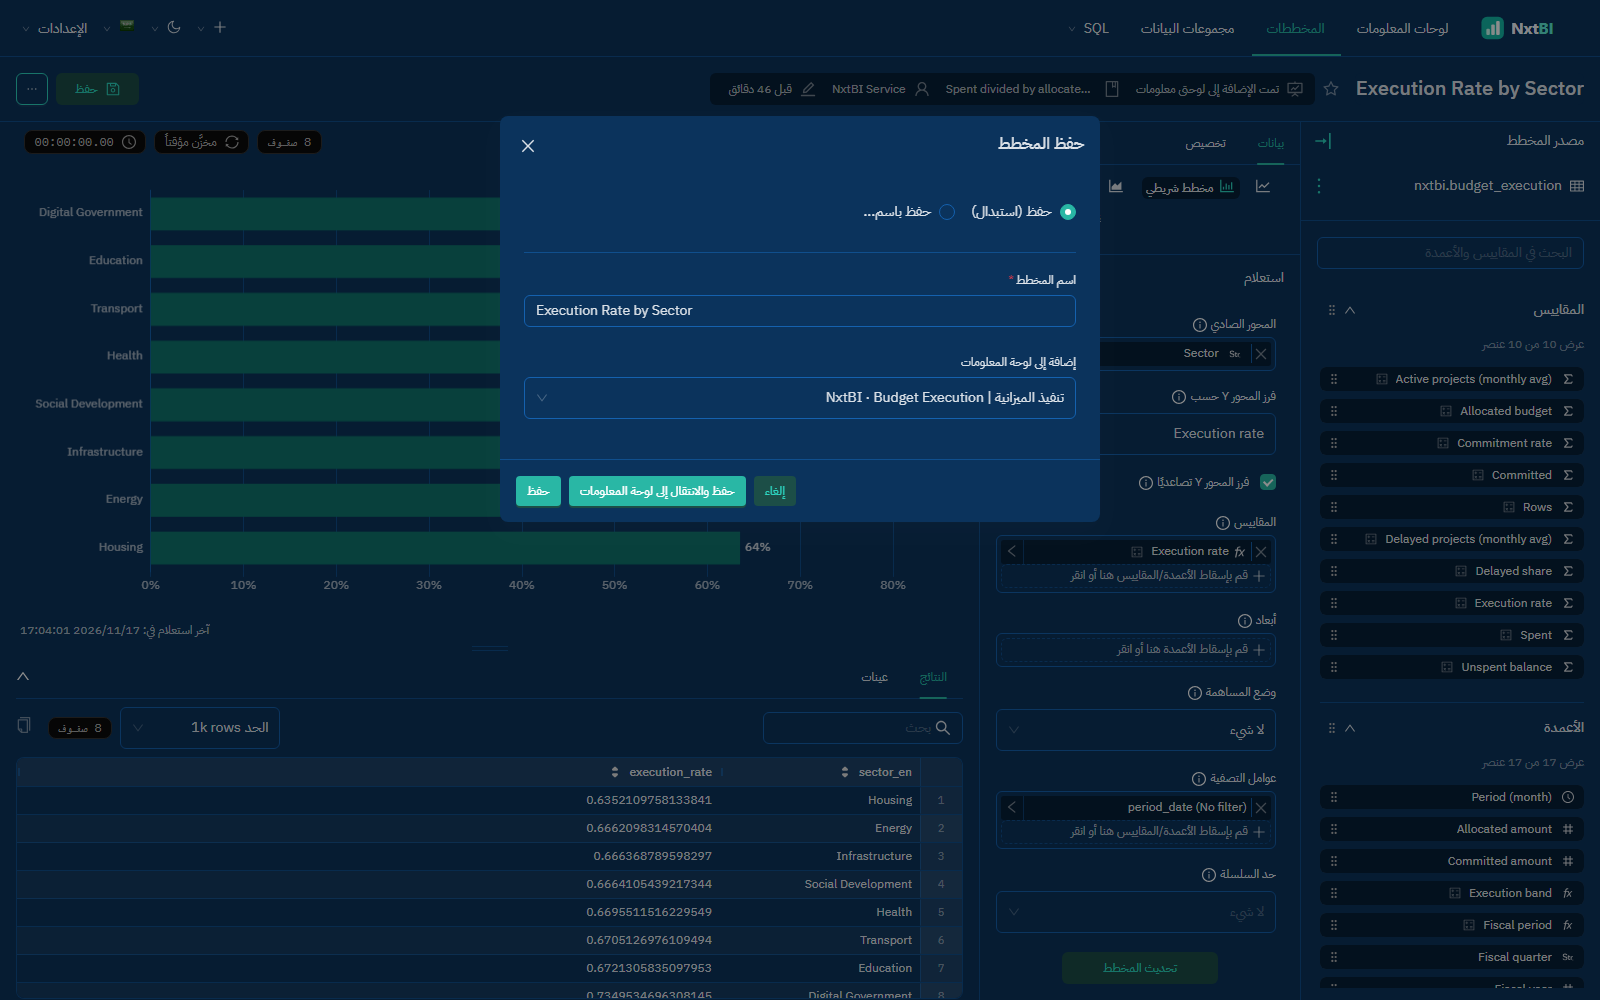 NxtBI
لوحات المعلومات
المخططات
مجموعات البيانات
SQL
الإعدادات
Execution Rate by Sector
تمت الإضافة إلى لوحتي معلومات
Spent divided by allocate...
NxtBI Service
قبل 46 دقائق
حفظ
...
مصدر المخطط
nxtbi.budget_execution
البحث في المقاييس والأعمدة
المقاييس
عرض 10 من 10 عنصر
Active projects (monthly avg)
Allocated budget
Commitment rate
Committed
Rows
Delayed projects (monthly avg)
Delayed share
Execution rate
Spent
Unspent balance
الأعمدة
عرض 17 من 17 عنصر
Period (month)
Allocated amount
Committed amount
Execution band
Fiscal period
Fiscal quarter
بيانات
تخصيص
مخطط شريطي
استعلام
المحور الصادي
Sector
فرز المحور Y حسب
Execution rate
فرز المحور Y تصاعديًا
المقاييس
Execution rate
قم بإسقاط الأعمدة/المقاييس هنا أو انقر
أبعاد
قم بإسقاط الأعمدة هنا أو انقر
وضع المساهمة
لا شيء
عوامل التصفية
period_date (No filter)
قم بإسقاط الأعمدة/المقاييس هنا أو انقر
حد السلسلة
لا شيء
تحديث المخطط
8 صفوف
مخزَّن مؤقتاً
00:00:00.00
حفظ المخطط
حفظ (استبدال)
حفظ باسم...
اسم المخطط *
Execution Rate by Sector
إضافة إلى لوحة المعلومات
تنفيذ الميزانية | NxtBI · Budget Execution
إلغاء
حفظ والانتقال إلى لوحة المعلومات
حفظ
Digital Government
Education
Transport
Health
Social Development
Infrastructure
Energy
Housing
64%
0% 10% 20% 30% 40% 50% 60% 70% 80%
آخر استعلام في: 2026/11/17 17:04:01
النتائج
عينات
بحث
الحد 1k rows
8 صفوف
sector_en execution_rate
1 Housing 0.6352109758133841
2 Energy 0.6662098314570404
3 Infrastructure 0.666368789598297
4 Social Development 0.6664105439217344
5 Health 0.6695511516229549
6 Transport 0.6705126976109494
7 Education 0.6721305835097953
8 Digital Government 0.7349534696308145